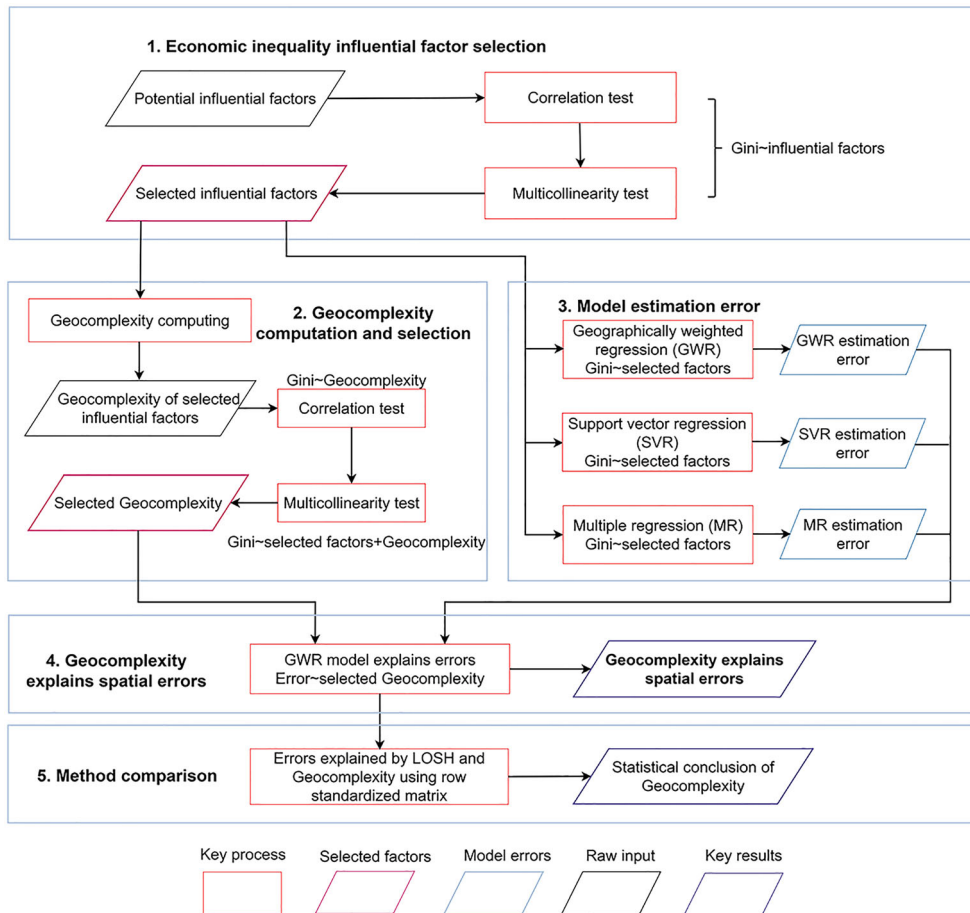 1. Economic inequality influential factor selection
Potential influential factors
Correlation test
Gini~influential factors
Selected influential factors
Multicollinearity test
2. Geocomplexity
computation and selection
Geocomplexity computing
Gini~Geocomplexity
Geocomplexity of selected
influential factors
Correlation test
Selected Geocomplexity
Multicollinearity test
Gini~selected factors+Geocomplexity
3. Model estimation error
Geographically weighted
regression (GWR)
Gini~selected factors
GWR estimation
error
Support vector regression
(SVR)
Gini~selected factors
SVR estimation
error
Multiple regression (MR)
Gini~selected factors
MR estimation
error
4. Geocomplexity
explains spatial errors
GWR model explains errors
Error~selected Geocomplexity
Geocomplexity explains
spatial errors
5. Method comparison
Errors explained by LOSH and
Geocomplexity using row
standardized matrix
Statistical conclusion of
Geocomplexity
Key process
Selected factors
Model errors
Raw input
Key results